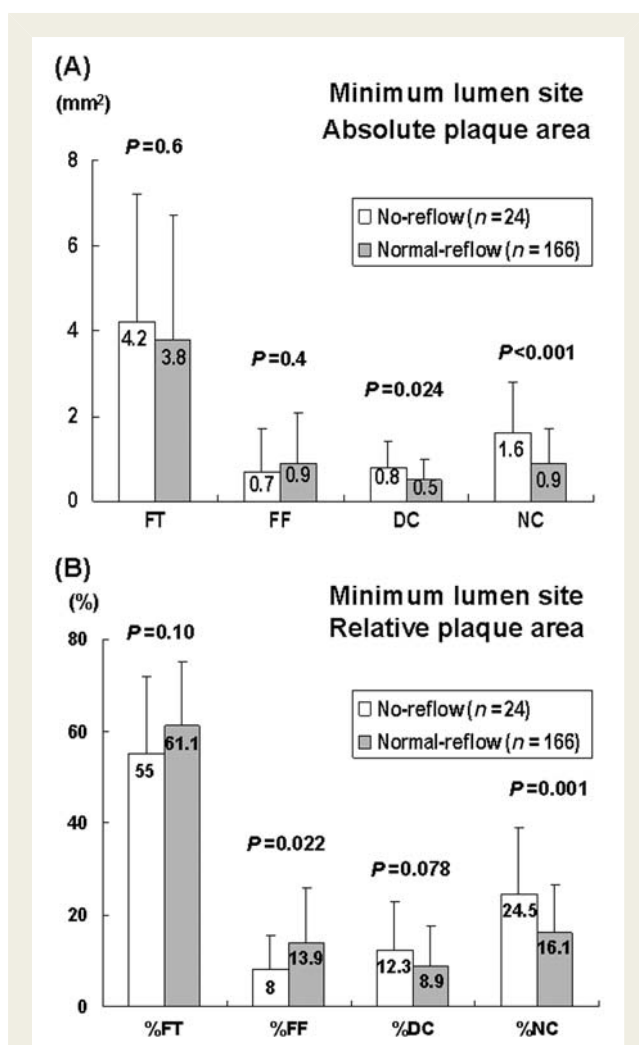 (A)
(mm²)
Minimum lumen site
Absolute plaque area
P=0.6
8
No-reflow (n=24)
Normal-reflow (n=166)
6
4
P=0.4
P=0.024
P<0.001
2
4.2
3.8
0.7
0.9
0.8
0.5
1.6
0.9
0
FT
FF
DC
NC
(B)
(%)
Minimum lumen site
Relative plaque area
P=0.10
80
No-reflow (n=24)
Normal-reflow (n=166)
60
P=0.001
P=0.022
P=0.078
40
20
55
61.1
8
13.9
12.3
8.9
24.5
16.1
0
%FT
%FF
%DC
%NC